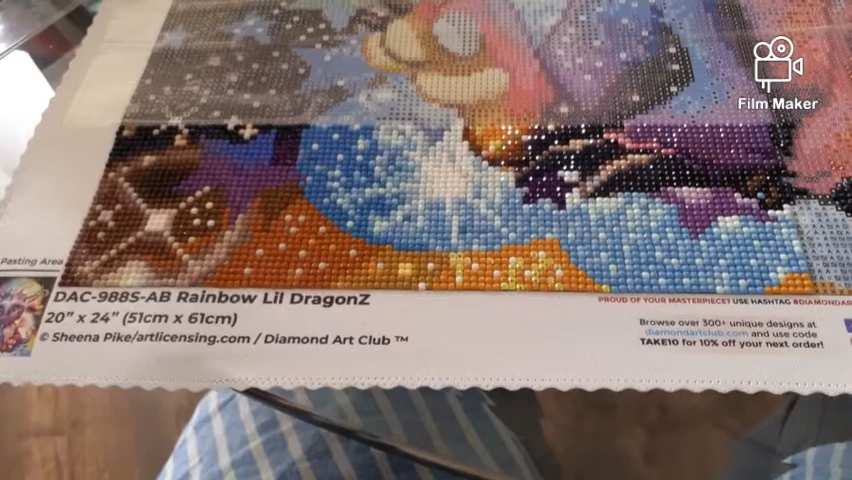 Film Maker
Pasting Area
DAC-988S-AB Rainbow Lil DragonZ
20" x 24" (51cm x 61cm)
© Sheena Pike/artlicensing.com / Diamond Art Club ™
PROUD OF YOUR MASTERPIECE! USE HASHTAG #DIAMONDAR
Browse over 300+ unique designs at
diamondartclub.com and use code
TAKE10 for 10% off your next order!